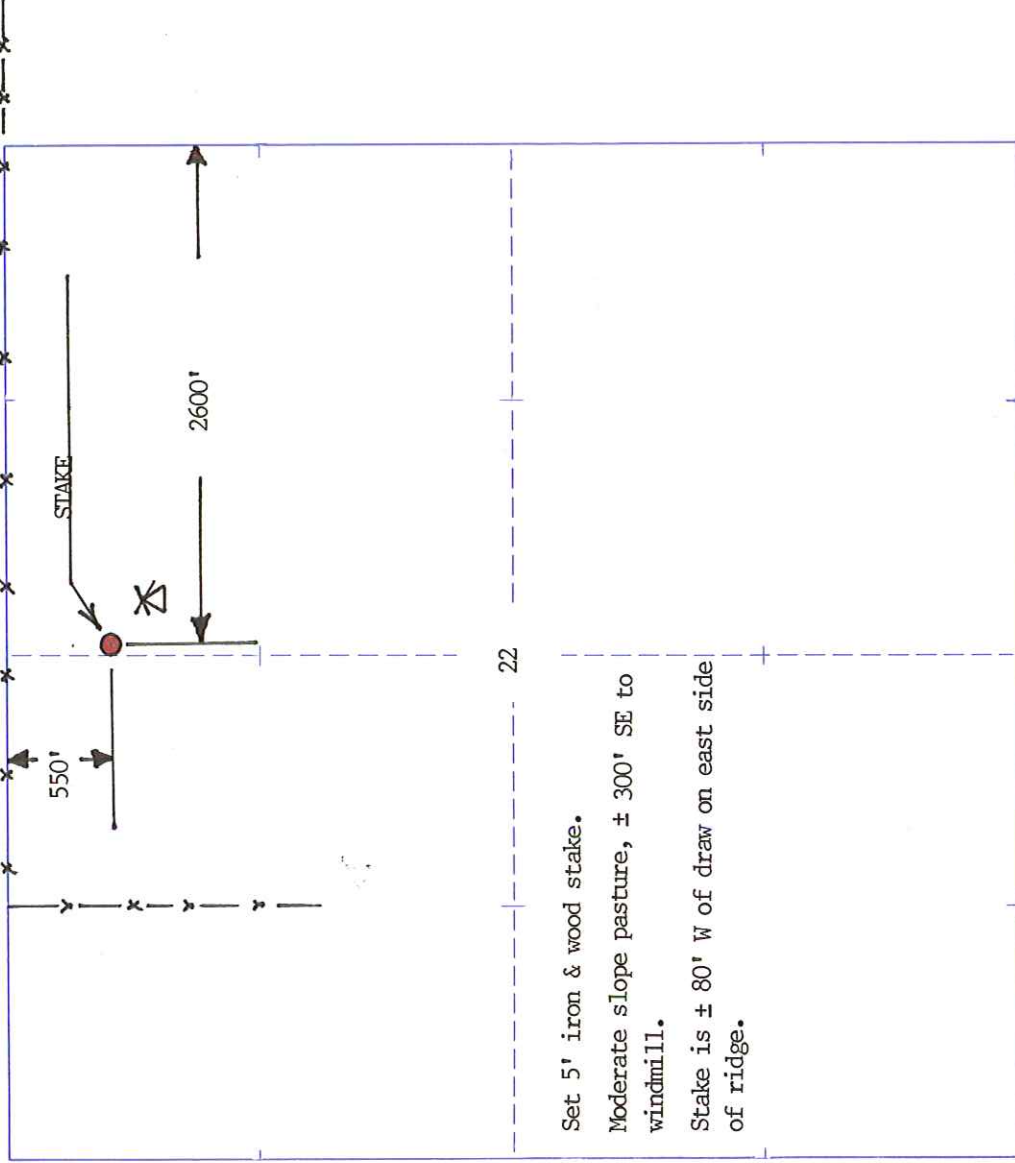 STAKE
550'
2600'
22
Set 5' iron & wood stake.
Moderate slope pasture, ± 300' SE to
windmill.
Stake is ± 80' W of draw on east side
of ridge.